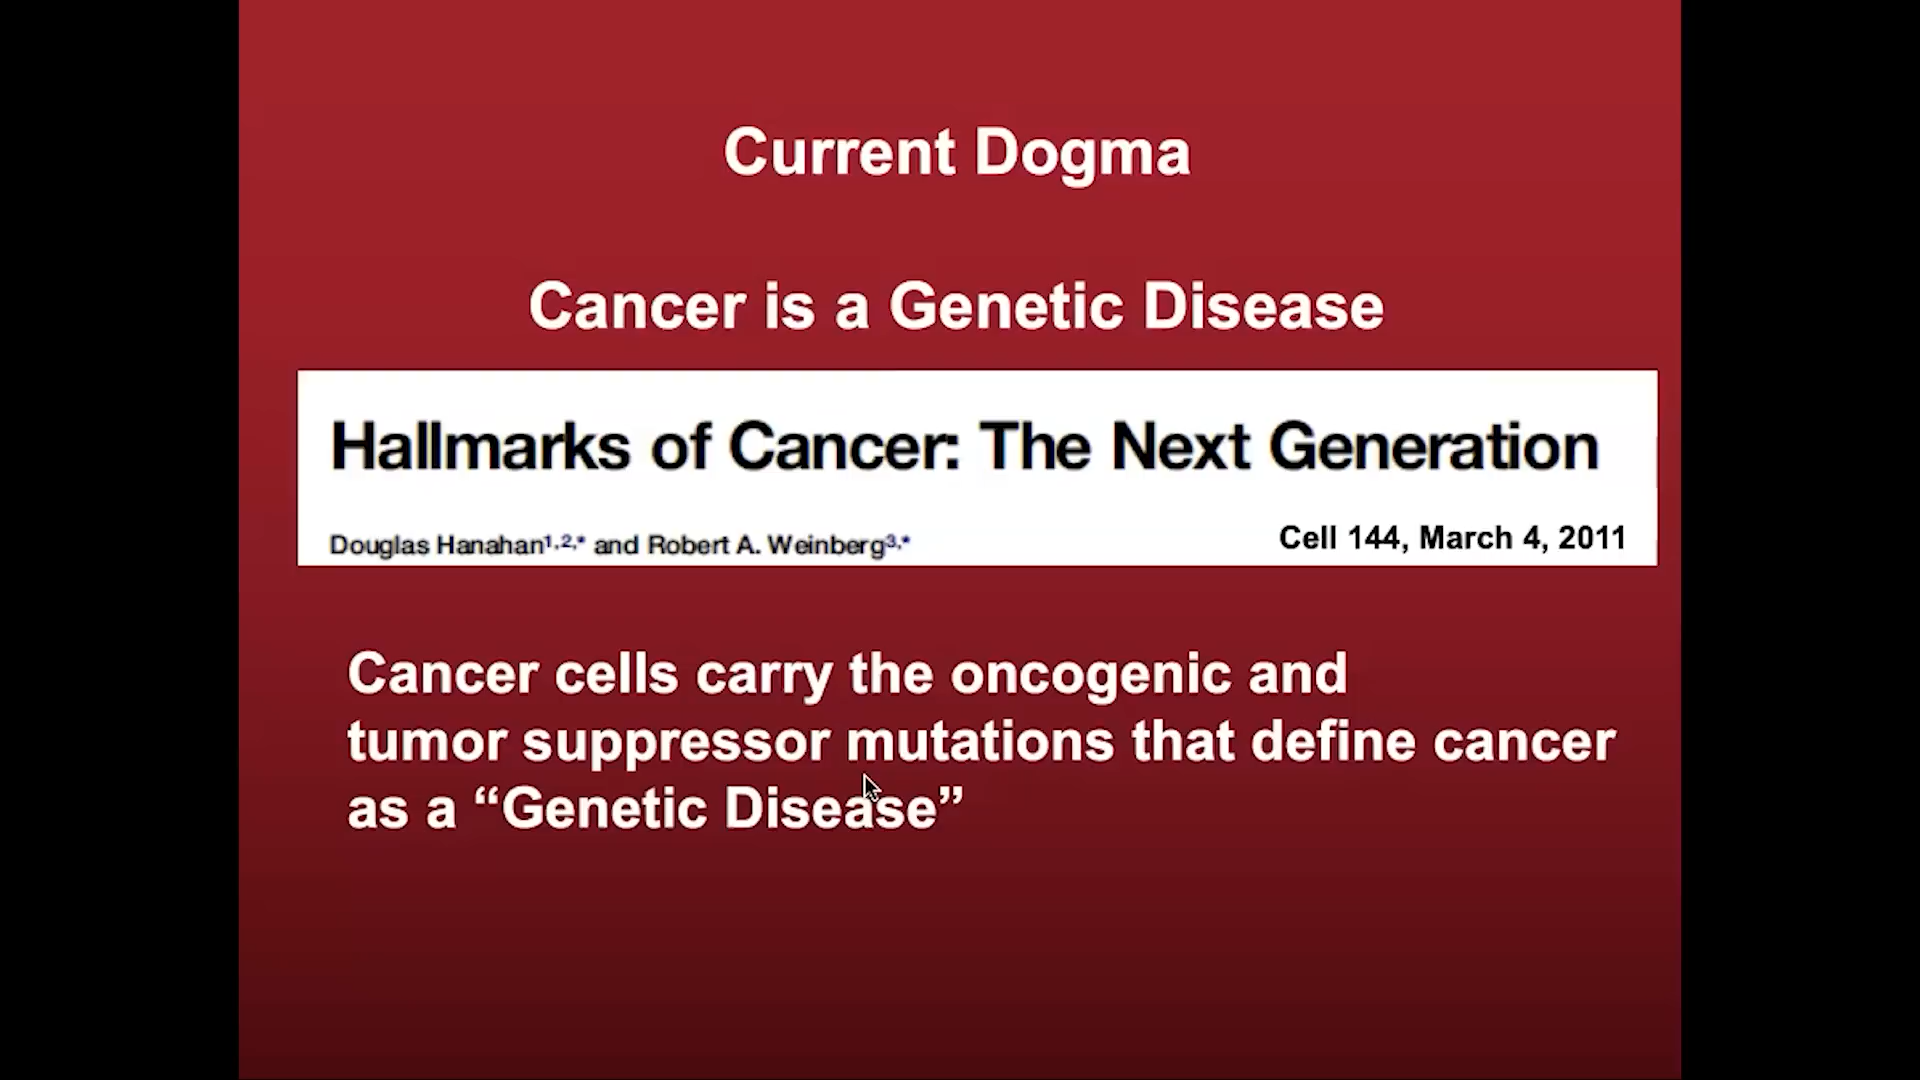 Current Dogma
Cancer is a Genetic Disease
Hallmarks of Cancer: The Next Generation
Douglas Hanahan1,2,* and Robert A. Weinberg3,*
Cell 144, March 4, 2011
Cancer cells carry the oncogenic and
tumor suppressor mutations that define cancer
as a “Genetic Disease”